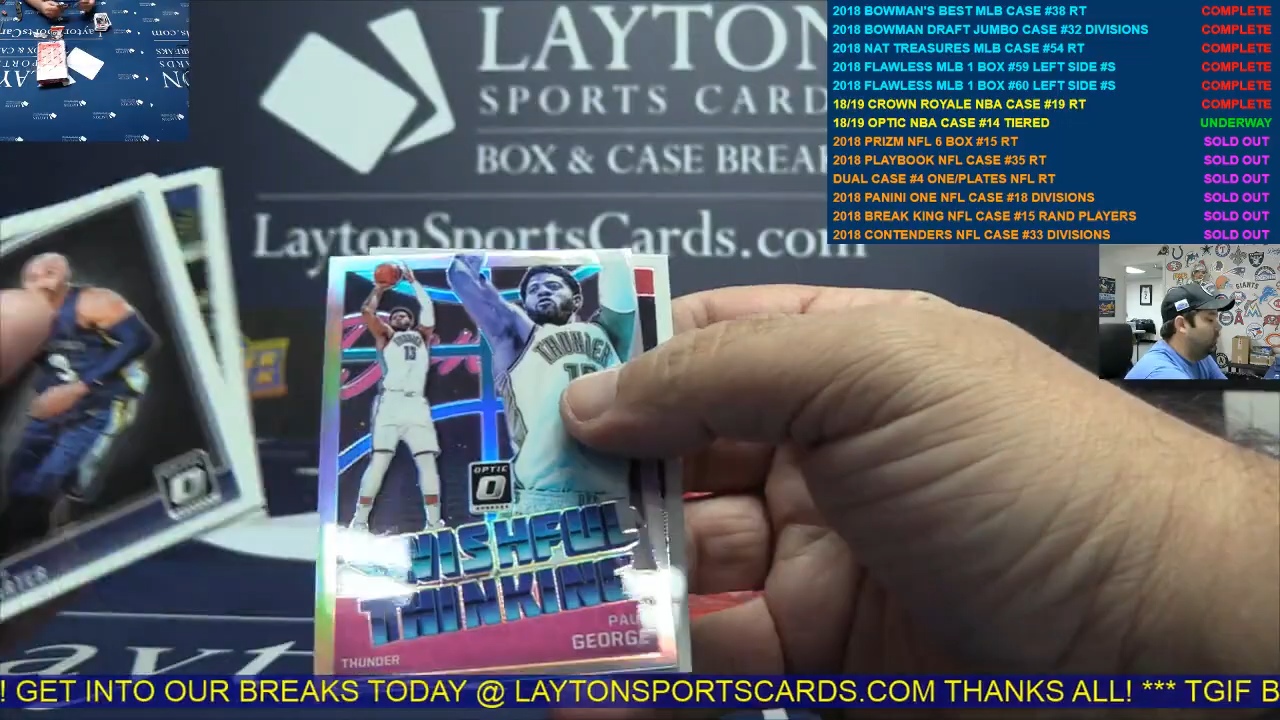 2018 BOWMAN'S BEST MLB CASE #38 RT COMPLETE
2018 BOWMAN DRAFT JUMBO CASE #32 DIVISIONS COMPLETE
2018 NAT TREASURES MLB CASE #54 RT COMPLETE
2018 FLAWLESS MLB 1 BOX #59 LEFT SIDE #S COMPLETE
2018 FLAWLESS MLB 1 BOX #60 LEFT SIDE #S COMPLETE
18/19 CROWN ROYALE NBA CASE #19 RT COMPLETE
18/19 OPTIC NBA CASE #14 TIERED UNDERWAY
2018 PRIZM NFL 6 BOX #15 RT SOLD OUT
2018 PLAYBOOK NFL CASE #35 RT SOLD OUT
DUAL CASE #4 ONE/PLATES NFL RT SOLD OUT
2018 PANINI ONE NFL CASE #18 DIVISIONS SOLD OUT
2018 BREAK KING NFL CASE #15 RAND PLAYERS SOLD OUT
2018 CONTENDERS NFL CASE #33 DIVISIONS SOLD OUT
LAYTON
SPORTS CARDS
BOX & CASE BREA
LaytonSportsCards.com
THUNDER
13
OPTIC
WISHFUL
THINKING
PAUL
GEORGE
THUNDER
! GET INTO OUR BREAKS TODAY @ LAYTONSPORTSCARDS.COM THANKS ALL! *** TGIF B